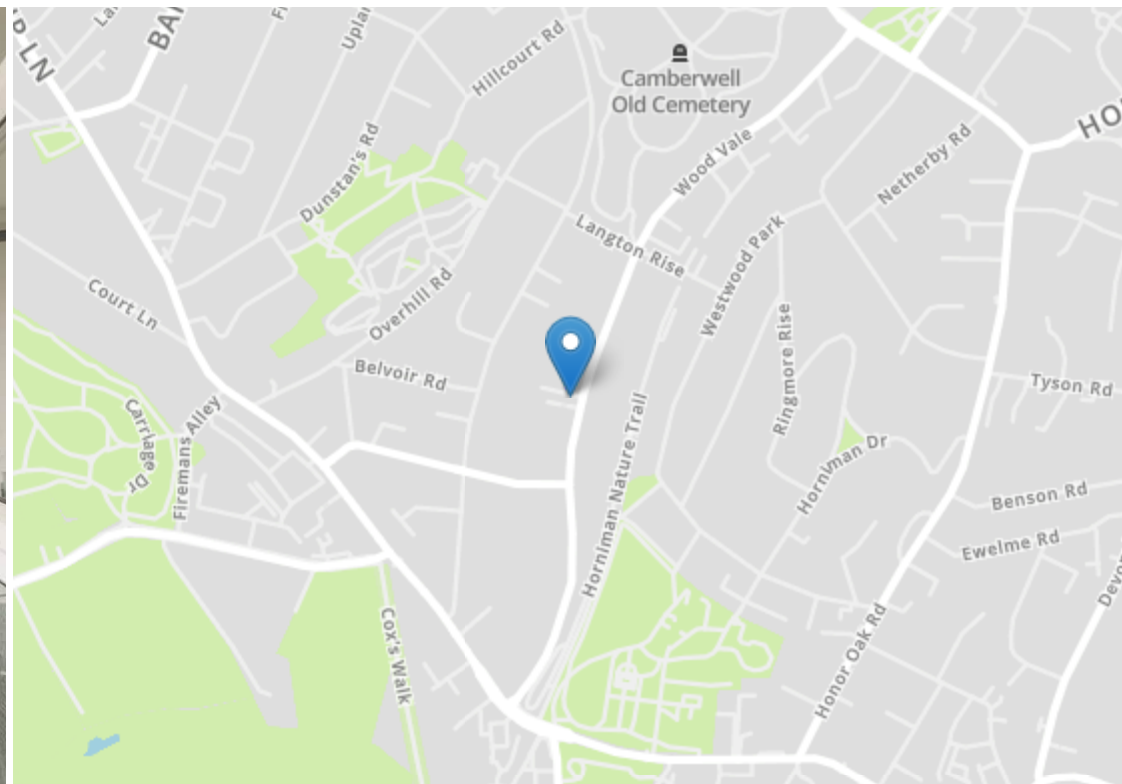 Hillcourt Rd
Camberwell
Old Cemetery
Dunstan's Rd
Wood Vale
Netherby Rd
Langton Rise
Westwood Park
Court Ln
Overhill Rd
Ringmore Rise
Belvoir Rd
Tyson Rd
Carriage Dr
Firemans Alley
Horniman Nature Trail
Horniman Dr
Benson Rd
Ewelme Rd
Cox's Walk
Honor Oak Rd